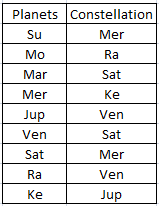 Planets Constellation
Su Mer
Mo Ra
Mar Sat
Mer Ke
Jup Ven
Ven Sat
Sat Mer
Ra Ven
Ke Jup